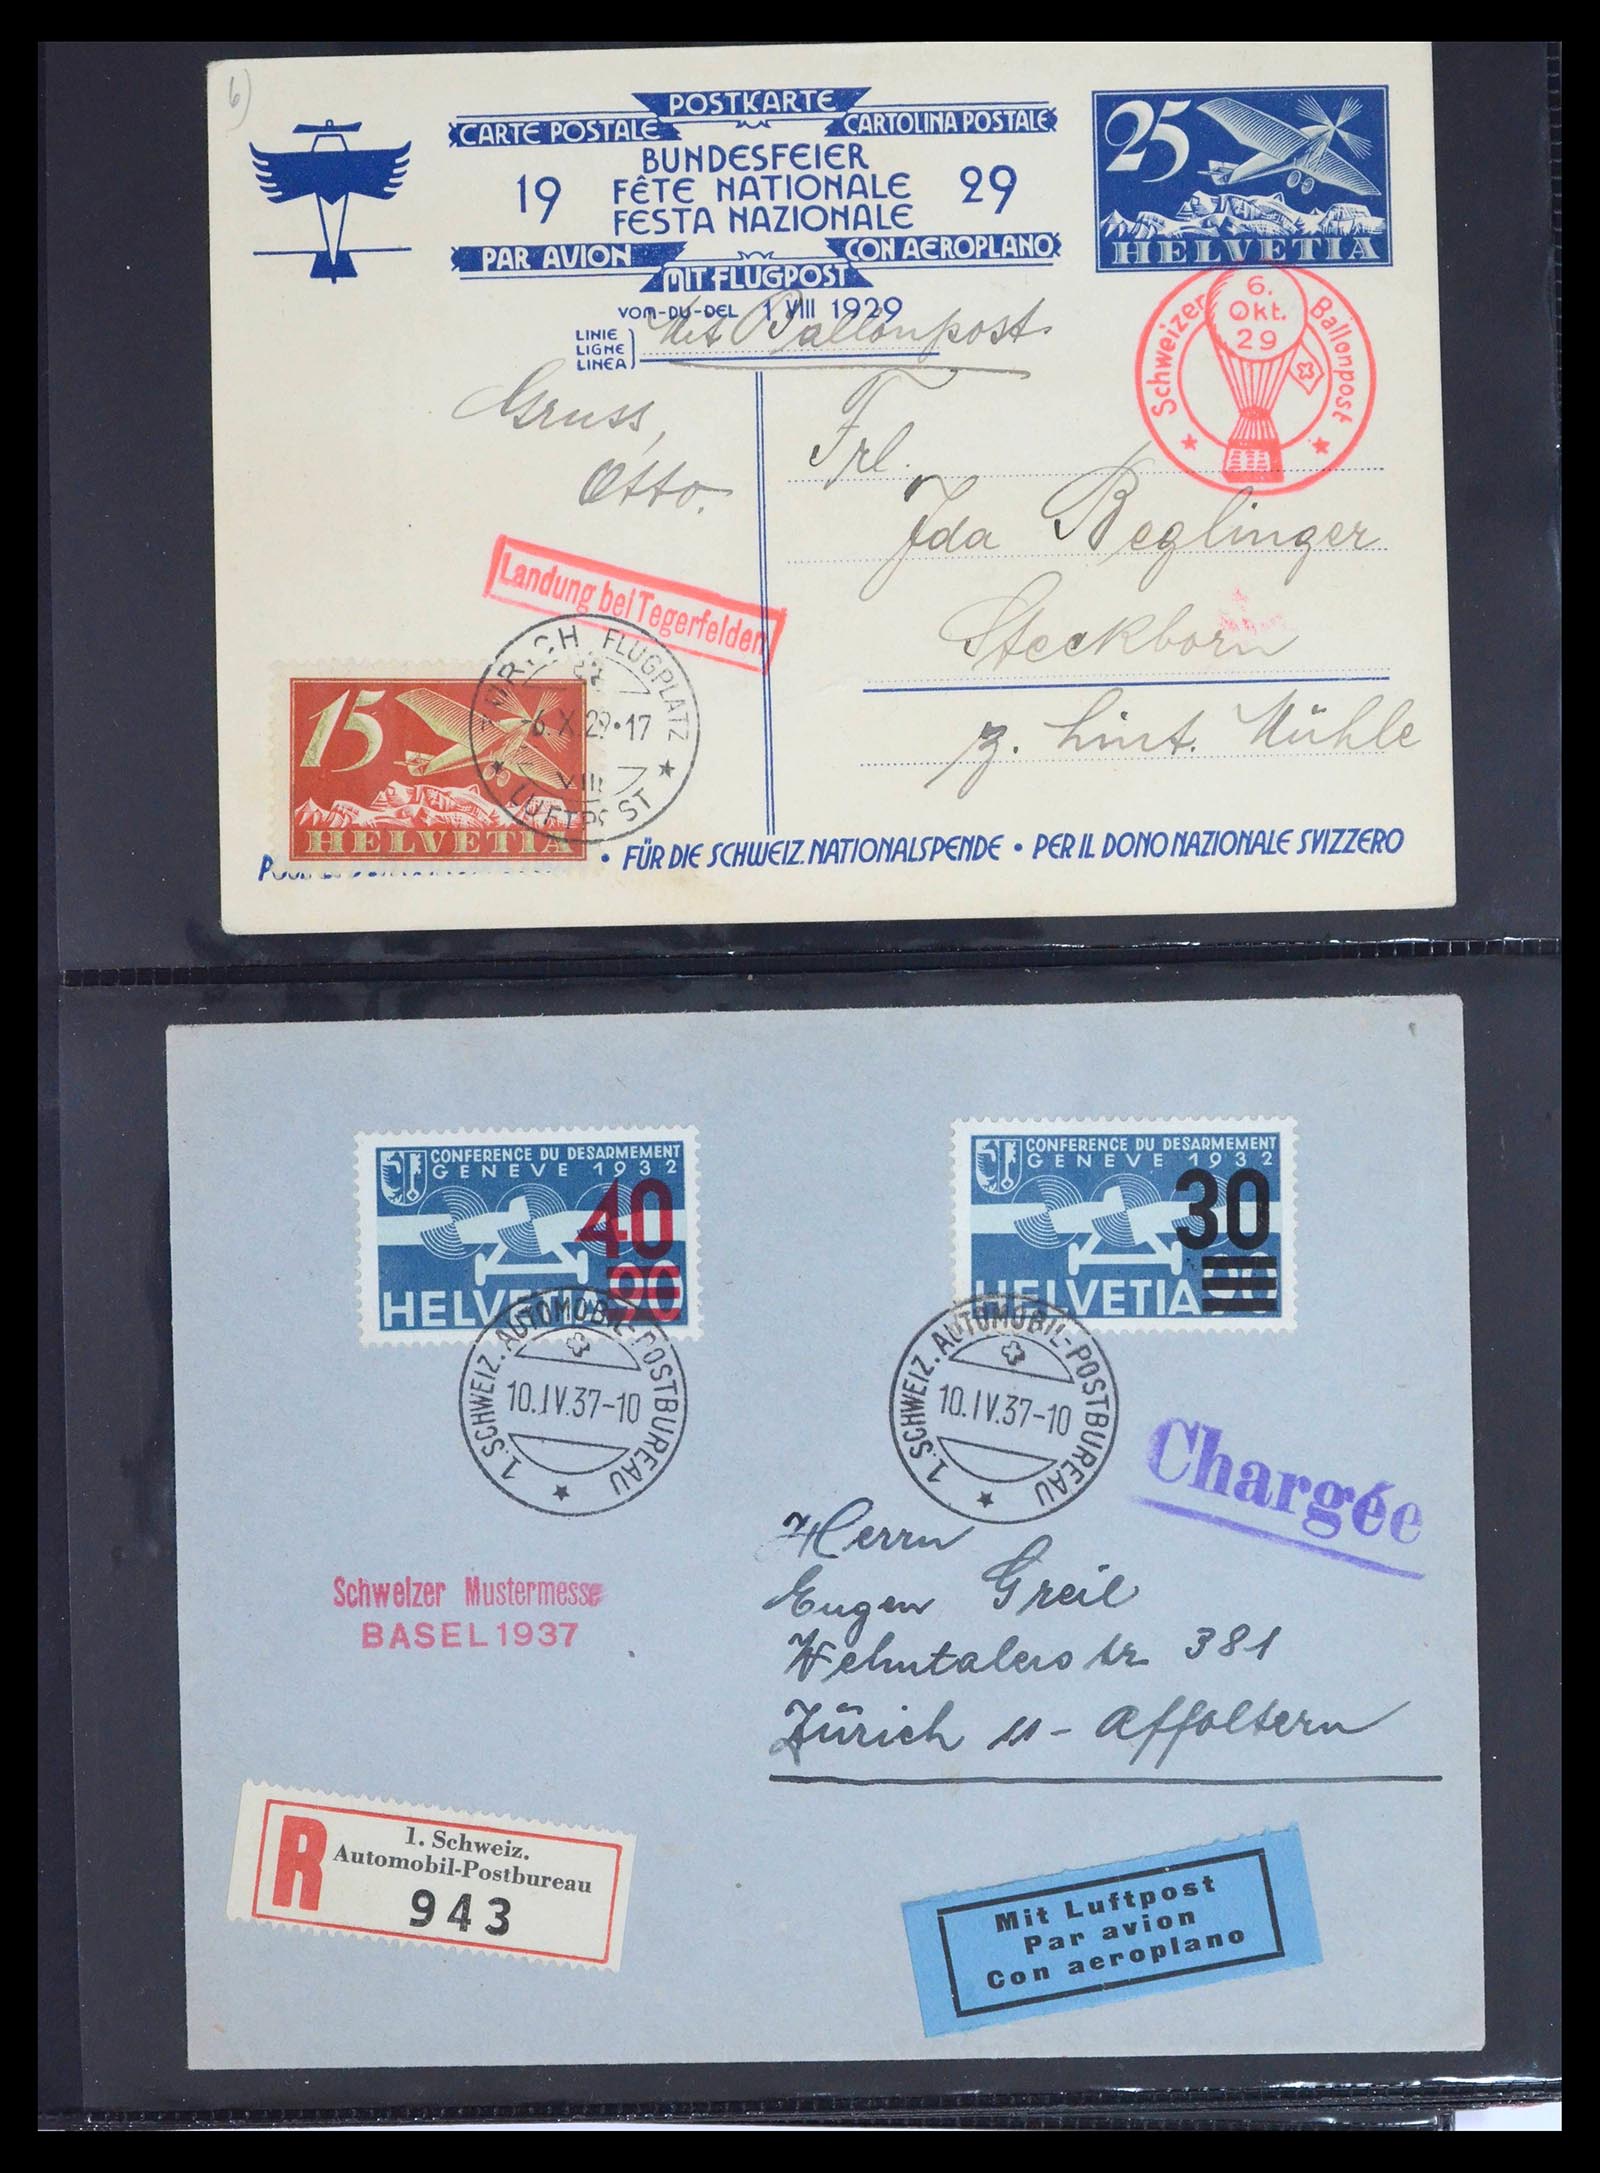 6)
POSTKARTE
CARTE POSTALE CARTOLINA POSTALE
BUNDESFEIER
19 FÊTE NATIONALE 29
FESTA NAZIONALE
PAR AVION CON AEROPLANO
MIT FLUGPOST
VOM-DU-DEL 1 VIII 1929
LINIE
LIGNE
LINEA
Mit Ballonpost
25
HELVETIA
Schweizer Ballonpost
6.
Okt.
29
Gruss,
Otto.
Frl.
Ida Beglinger
Steckborn
z. hint. Mühle
Landung bei Tegerfelden
15
HELVETIA
ZÜRICH FLUGPLATZ
-6.X.29·17
VIII
LUFTPOST
• FÜR DIE SCHWEIZ. NATIONALSPENDE • PER IL DONO NAZIONALE SVIZZERO
CONFERENCE DU DESARMEMENT
GENEVE 1932
40
90
HELVETIA
CONFERENCE DU DESARMEMENT
GENEVE 1932
30
90
HELVETIA
1. SCHWEIZ. AUTOMOBIL-POSTBUREAU
10.IV.37-10
1. SCHWEIZ. AUTOMOBIL-POSTBUREAU
10.IV.37-10
Chargée
Herrn
Eugen Greil
Wehntalerstr 381
Zürich 11 - Affoltern
Schweizer Mustermesse
BASEL 1937
R
1. Schweiz.
Automobil-Postbureau
943
Mit Luftpost
Par avion
Con aeroplano